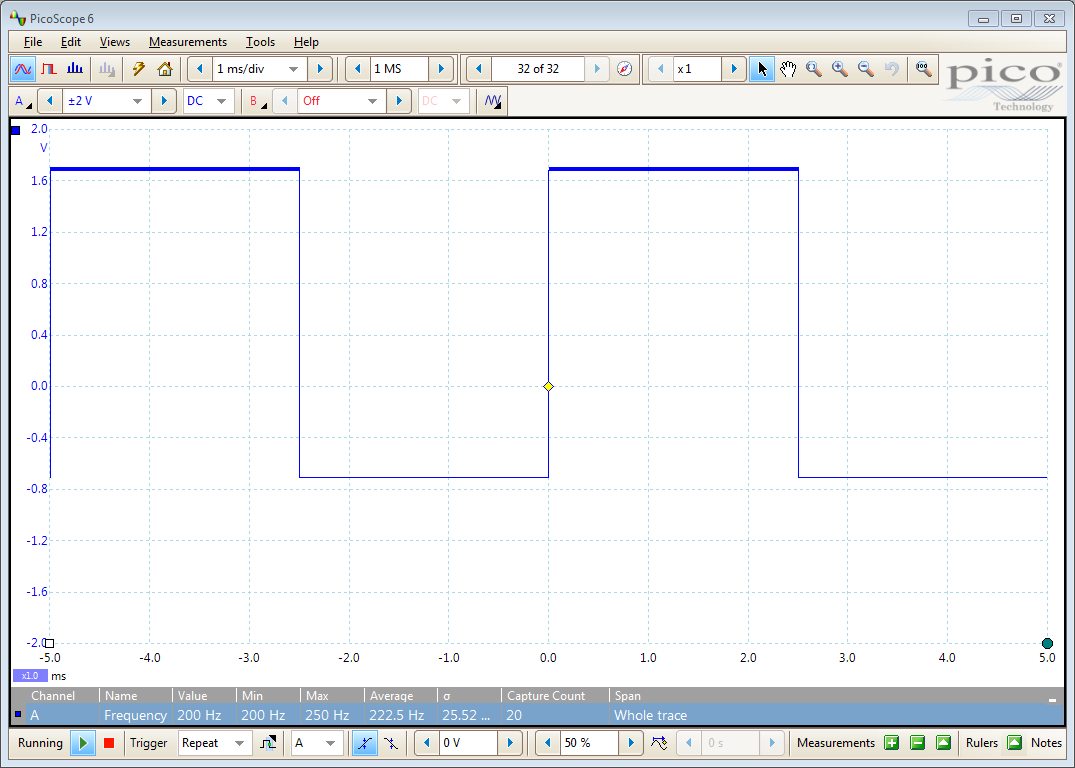 PicoScope 6
File Edit Views Measurements Tools Help
1 ms/div 1 MS 32 of 32 x1
pico
Technology
A ±2 V DC B Off DC
2.0
V
1.6
1.2
0.8
0.4
0.0
-0.4
-0.8
-1.2
-1.6
-2.0
-5.0 -4.0 -3.0 -2.0 -1.0 0.0 1.0 2.0 3.0 4.0 5.0
x1.0 ms
Channel Name Value Min Max Average σ Capture Count Span
A Frequency 200 Hz 200 Hz 250 Hz 222.5 Hz 25.52 ... 20 Whole trace
Running Trigger Repeat A 0 V 50 % 0 s Measurements Rulers Notes